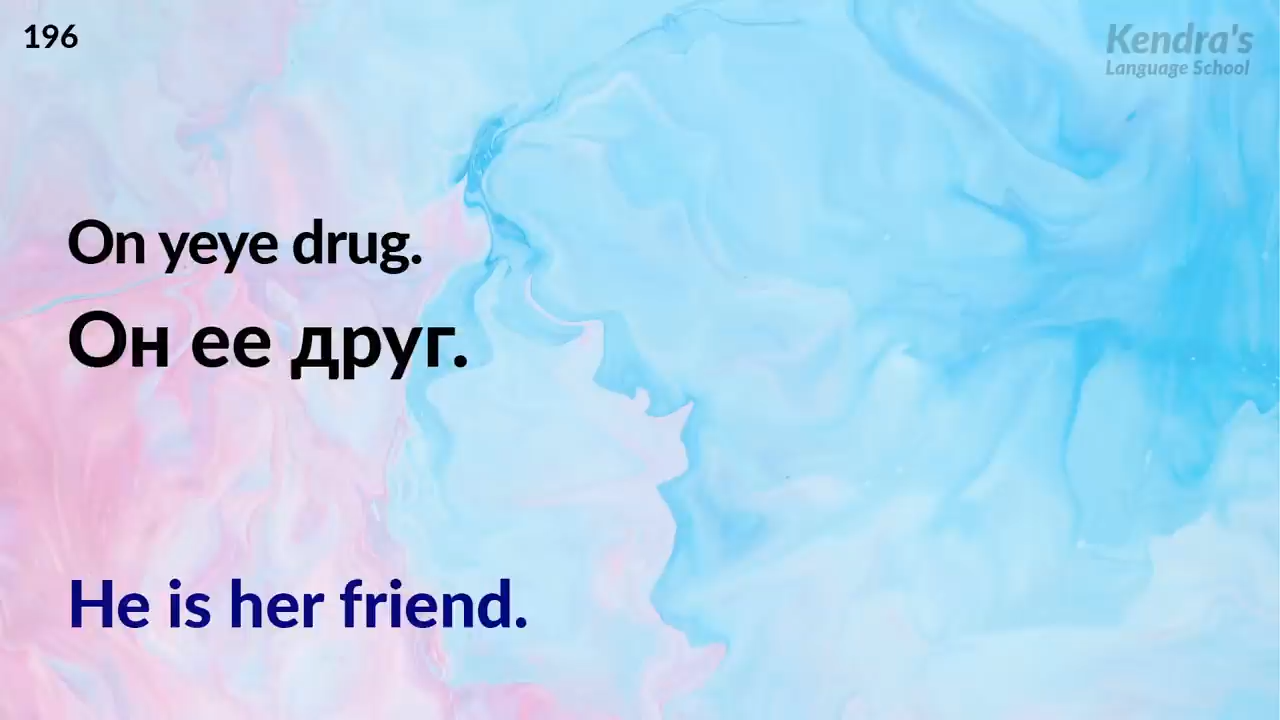 196
Kendra's
Language School
On yeye drug.
Он ее друг.
He is her friend.